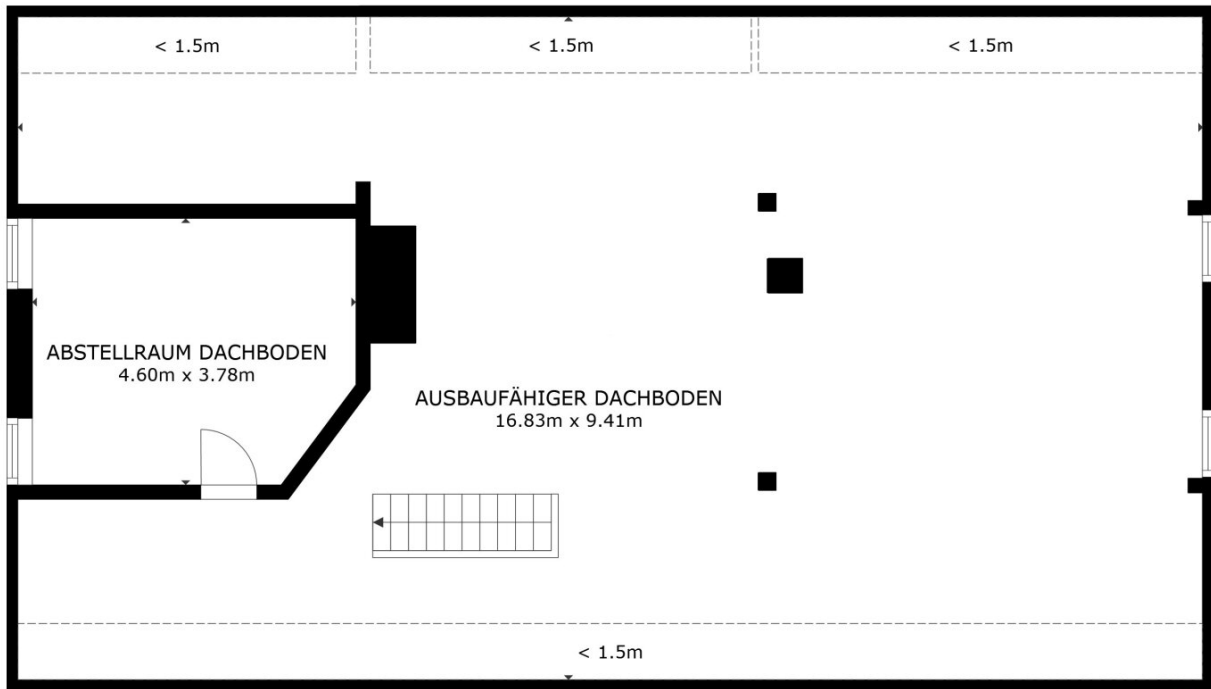 < 1.5m
< 1.5m
< 1.5m
ABSTELLRAUM DACHBODEN
4.60m x 3.78m
AUSBAUFÄHIGER DACHBODEN
16.83m x 9.41m
< 1.5m